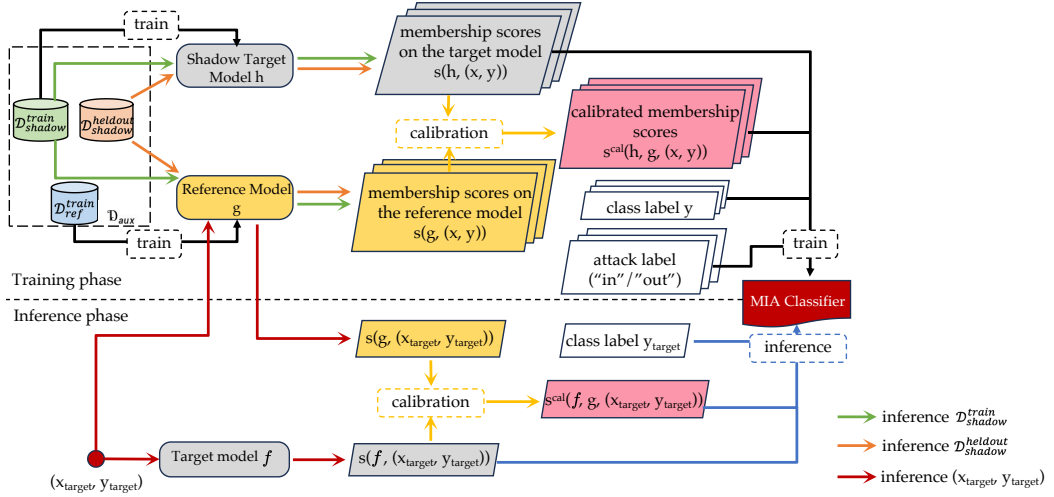 train
Shadow Target
Model h
membership scores
on the target model
s(h, (x, y))
𝒟^train_shadow
𝒟^heldout_shadow
calibration
calibrated membership
scores
s^cal(h, g, (x, y))
Reference Model
g
membership scores on
the reference model
s(g, (x, y))
𝒟^train_ref
𝒟_aux
class label y
train
train
attack label
(“in”/”out”)
Training phase
MIA Classifier
Inference phase
s(g, (x_target, y_target))
class label y_target
inference
calibration
s^cal(f, g, (x_target, y_target))
inference 𝒟^train_shadow
inference 𝒟^heldout_shadow
inference (x_target, y_target)
Target model f
s(f, (x_target, y_target))
(x_target, y_target)